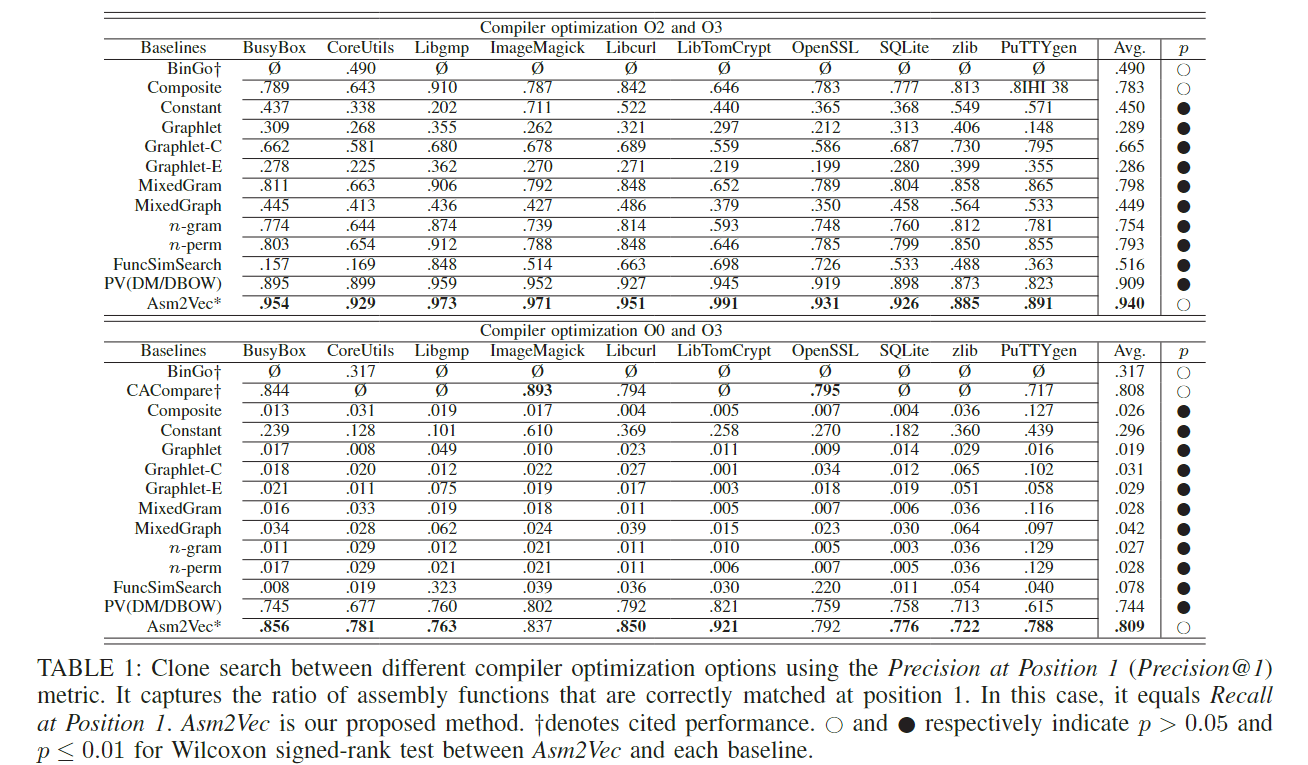 Compiler optimization O2 and O3
Baselines BusyBox CoreUtils Libgmp ImageMagick Libcurl LibTomCrypt OpenSSL SQLite zlib PuTTYgen Avg. p
BinGo† Ø .490 Ø Ø Ø Ø Ø Ø Ø Ø .490 ○
Composite .789 .643 .910 .787 .842 .646 .783 .777 .813 .8IHI 38 .783 ○
Constant .437 .338 .202 .711 .522 .440 .365 .368 .549 .571 .450 ●
Graphlet .309 .268 .355 .262 .321 .297 .212 .313 .406 .148 .289 ●
Graphlet-C .662 .581 .680 .678 .689 .559 .586 .687 .730 .795 .665 ●
Graphlet-E .278 .225 .362 .270 .271 .219 .199 .280 .399 .355 .286 ●
MixedGram .811 .663 .906 .792 .848 .652 .789 .804 .858 .865 .798 ●
MixedGraph .445 .413 .436 .427 .486 .379 .350 .458 .564 .533 .449 ●
n-gram .774 .644 .874 .739 .814 .593 .748 .760 .812 .781 .754 ●
n-perm .803 .654 .912 .788 .848 .646 .785 .799 .850 .855 .793 ●
FuncSimSearch .157 .169 .848 .514 .663 .698 .726 .533 .488 .363 .516 ●
PV(DM/DBOW) .895 .899 .959 .952 .927 .945 .919 .898 .873 .823 .909 ●
Asm2Vec* .954 .929 .973 .971 .951 .991 .931 .926 .885 .891 .940 ○
Compiler optimization O0 and O3
Baselines BusyBox CoreUtils Libgmp ImageMagick Libcurl LibTomCrypt OpenSSL SQLite zlib PuTTYgen Avg. p
BinGo† Ø .317 Ø Ø Ø Ø Ø Ø Ø Ø .317 ○
CACompare† .844 Ø Ø .893 .794 Ø .795 Ø Ø .717 .808 ○
Composite .013 .031 .019 .017 .004 .005 .007 .004 .036 .127 .026 ●
Constant .239 .128 .101 .610 .369 .258 .270 .182 .360 .439 .296 ●
Graphlet .017 .008 .049 .010 .023 .011 .009 .014 .029 .016 .019 ●
Graphlet-C .018 .020 .012 .022 .027 .001 .034 .012 .065 .102 .031 ●
Graphlet-E .021 .011 .075 .019 .017 .003 .018 .019 .051 .058 .029 ●
MixedGram .016 .033 .019 .018 .011 .005 .007 .006 .036 .116 .028 ●
MixedGraph .034 .028 .062 .024 .039 .015 .023 .030 .064 .097 .042 ●
n-gram .011 .029 .012 .021 .011 .010 .005 .003 .036 .129 .027 ●
n-perm .017 .029 .021 .021 .011 .006 .007 .005 .036 .129 .028 ●
FuncSimSearch .008 .019 .323 .039 .036 .030 .220 .011 .054 .040 .078 ●
PV(DM/DBOW) .745 .677 .760 .802 .792 .821 .759 .758 .713 .615 .744 ●
Asm2Vec* .856 .781 .763 .837 .850 .921 .792 .776 .722 .788 .809 ○
TABLE 1: Clone search between different compiler optimization options using the Precision at Position 1 (Precision@1)
metric. It captures the ratio of assembly functions that are correctly matched at position 1. In this case, it equals Recall
at Position 1. Asm2Vec is our proposed method. †denotes cited performance. ○ and ● respectively indicate p > 0.05 and
p ≤ 0.01 for Wilcoxon signed-rank test between Asm2Vec and each baseline.